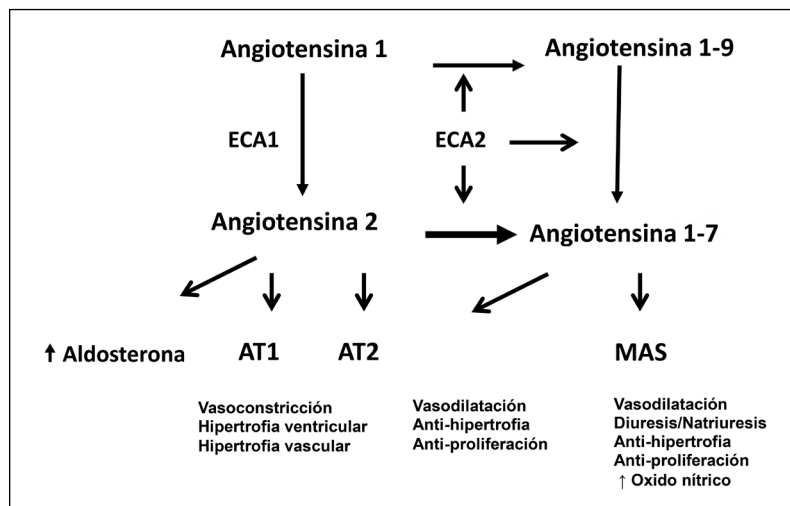 Angiotensina 1
Angiotensina 1-9
ECA1
ECA2
Angiotensina 2
Angiotensina 1-7
↑ Aldosterona
AT1
AT2
MAS
Vasoconstricción
Hipertrofia ventricular
Hipertrofia vascular
Vasodilatación
Anti-hipertrofia
Anti-proliferación
Vasodilatación
Diuresis/Natriuresis
Anti-hipertrofia
Anti-proliferación
↑ Oxido nítrico